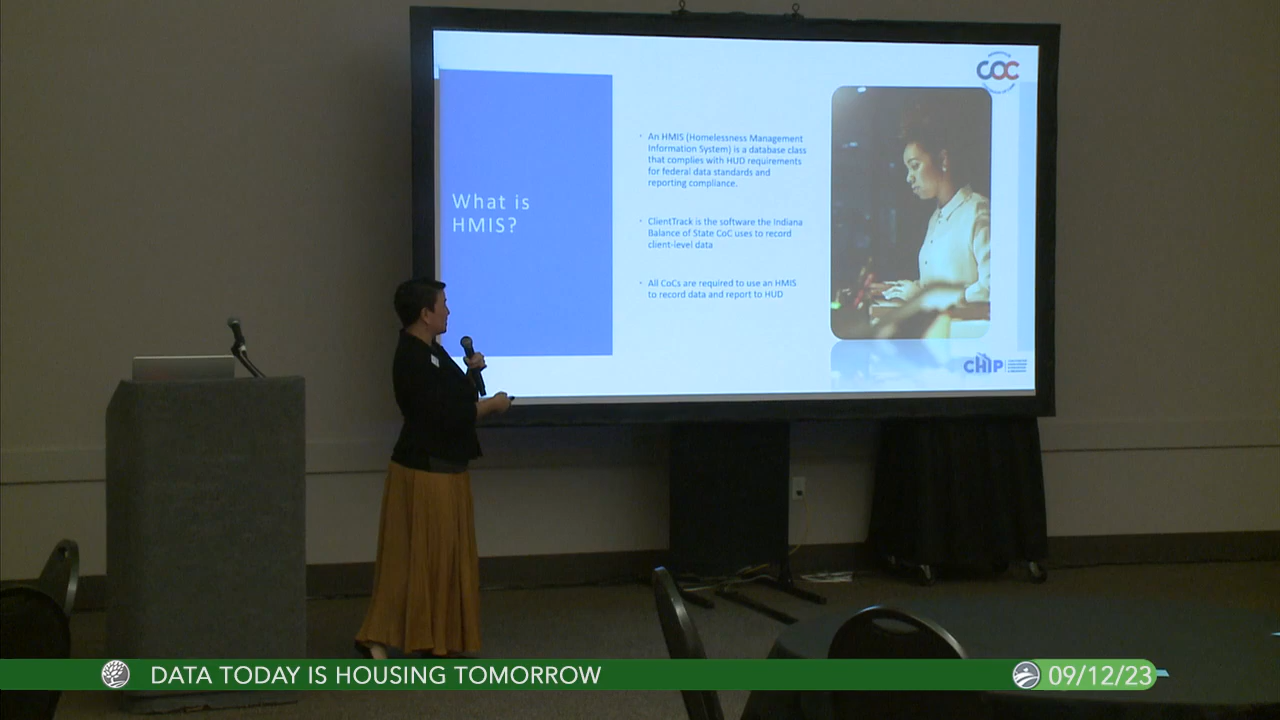 COC
What is
HMIS?
· An HMIS (Homelessness Management
Information System) is a database class
that complies with HUD requirements
for federal data standards and
reporting compliance.
· ClientTrack is the software the Indiana
Balance of State CoC uses to record
client-level data
· All CoCs are required to use an HMIS
to record data and report to HUD
CHIP
DATA TODAY IS HOUSING TOMORROW
09/12/23